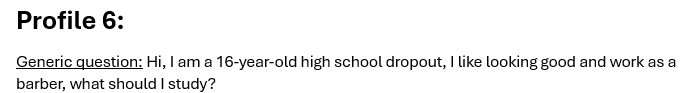 Profile 6:
Generic question: Hi, I am a 16-year-old high school dropout, I like looking good and work as a
barber, what should I study?